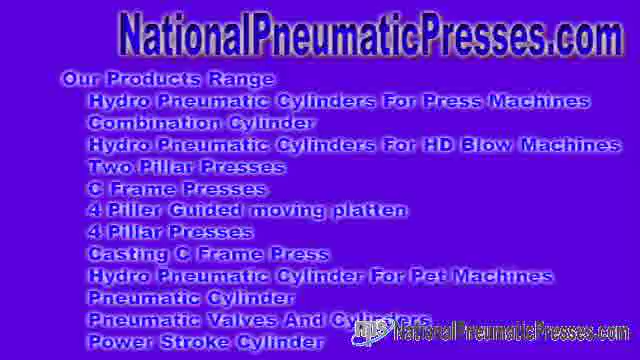 NationalPneumaticPresses.com
Our Products Range
Hydro Pneumatic Cylinders For Press Machines
Combination Cylinder
Hydro Pneumatic Cylinders For HD Blow Machines
Two Pillar Presses
C Frame Presses
4 Piller Guided moving platten
4 Pillar Presses
Casting C Frame Press
Hydro Pneumatic Cylinder For Pet Machines
Pneumatic Cylinder
Pneumatic Valves And Cylinders
NationalPneumaticPresses.com
Power Stroke Cylinder